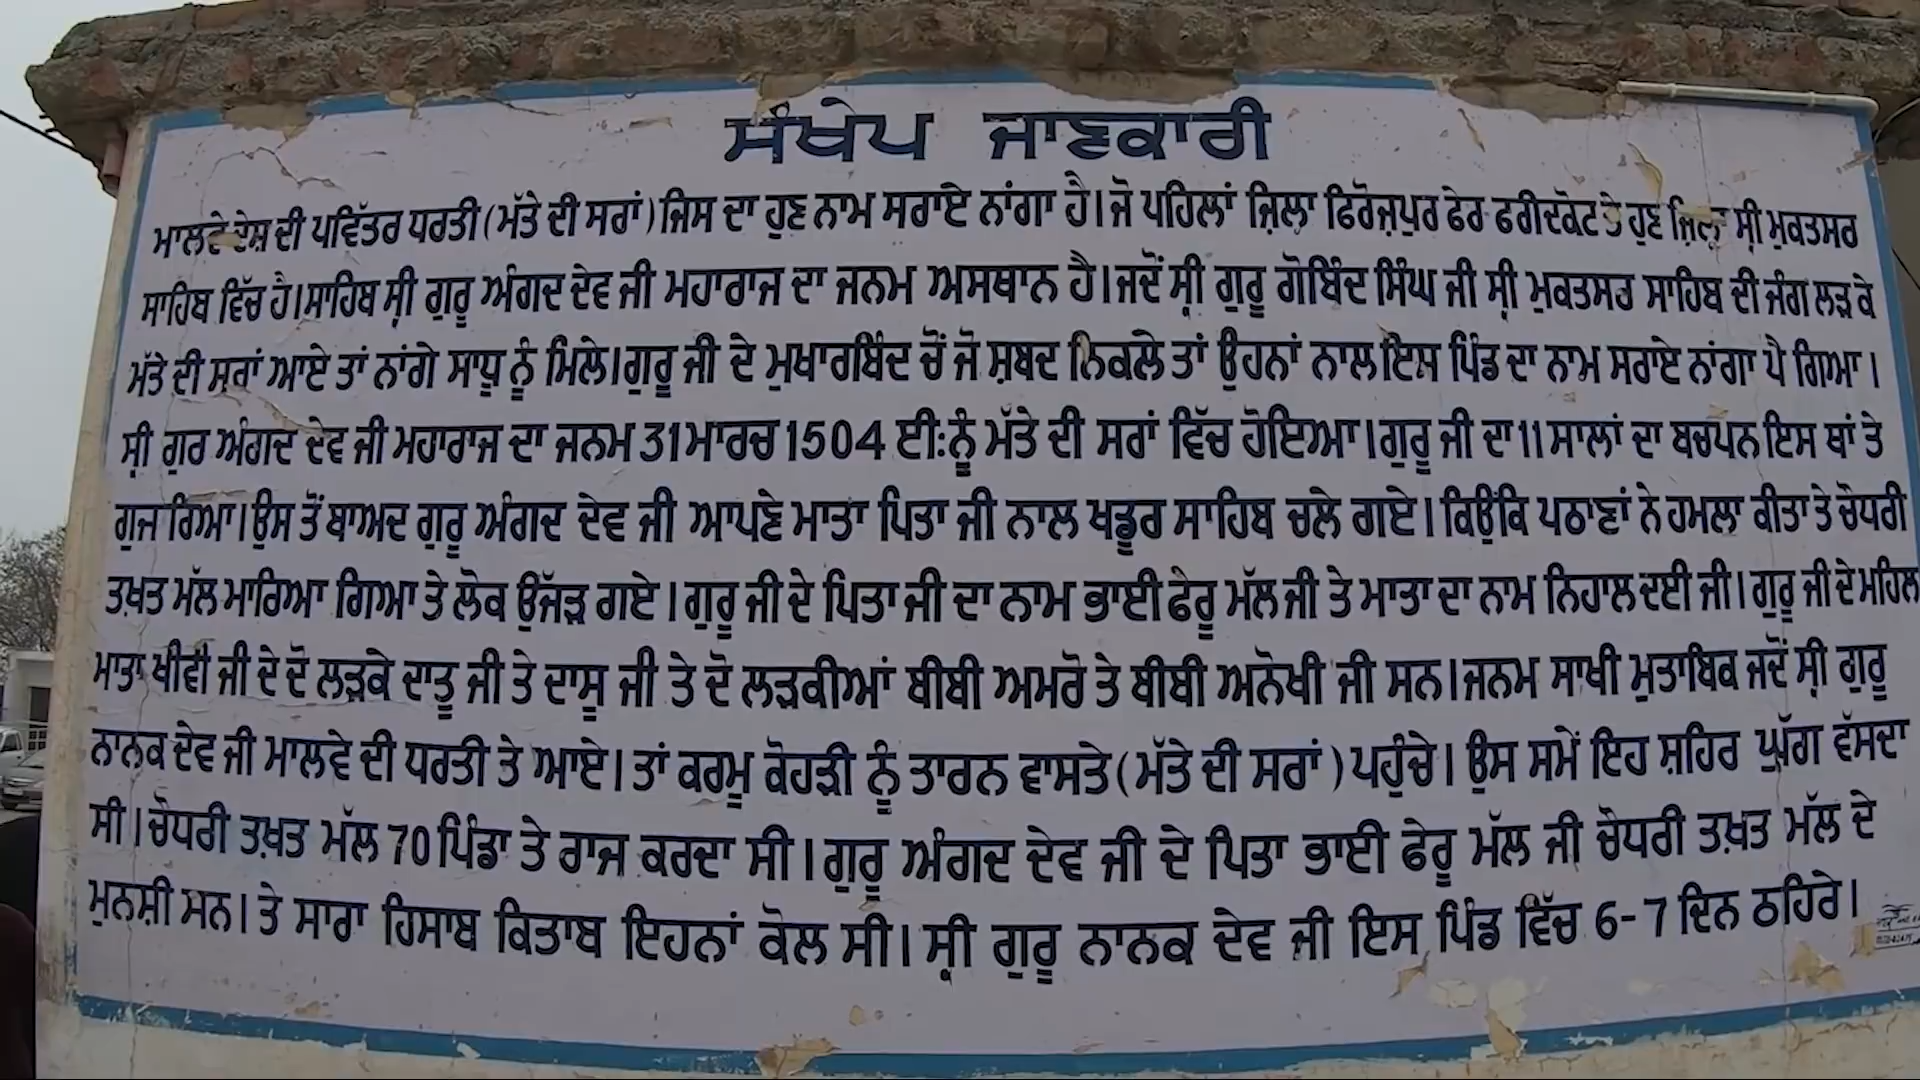 ਸੰਖੇਪ ਜਾਣਕਾਰੀ
ਮਾਲਵੇ ਦੇਸ਼ ਦੀ ਪਵਿੱਤਰ ਧਰਤੀ (ਮੱਤੇ ਦੀ ਸਰਾਂ) ਜਿਸ ਦਾ ਹੁਣ ਨਾਮ ਸਰਾਏ ਨਾਂਗਾ ਹੈ। ਜੋ ਪਹਿਲਾਂ ਜ਼ਿਲ੍ਹਾ ਫਿਰੋਜ਼ਪੁਰ ਫੇਰ ਫਰੀਦਕੋਟ ਤੇ ਹੁਣ ਜ਼ਿਲ੍ਹਾ ਸ੍ਰੀ ਮੁਕਤਸਰ
ਸਾਹਿਬ ਵਿੱਚ ਹੈ। ਸਾਹਿਬ ਸ੍ਰੀ ਗੁਰੂ ਅੰਗਦ ਦੇਵ ਜੀ ਮਹਾਰਾਜ ਦਾ ਜਨਮ ਅਸਥਾਨ ਹੈ। ਜਦੋਂ ਸ੍ਰੀ ਗੁਰੂ ਗੋਬਿੰਦ ਸਿੰਘ ਜੀ ਸ੍ਰੀ ਮੁਕਤਸਰ ਸਾਹਿਬ ਦੀ ਜੰਗ ਲੜ ਕੇ
ਮੱਤੇ ਦੀ ਸਰਾਂ ਆਏ ਤਾਂ ਨਾਂਗੇ ਸਾਧੂ ਨੂੰ ਮਿਲੇ। ਗੁਰੂ ਜੀ ਦੇ ਮੁਖਾਰਬਿੰਦ ਚੋਂ ਜੋ ਸ਼ਬਦ ਨਿਕਲੇ ਤਾਂ ਉਹਨਾਂ ਨਾਲ ਇਸ ਪਿੰਡ ਦਾ ਨਾਮ ਸਰਾਏ ਨਾਂਗਾ ਪੈ ਗਿਆ।
ਸ੍ਰੀ ਗੁਰ ਅੰਗਦ ਦੇਵ ਜੀ ਮਹਾਰਾਜ ਦਾ ਜਨਮ 31 ਮਾਰਚ 1504 ਈ: ਨੂੰ ਮੱਤੇ ਦੀ ਸਰਾਂ ਵਿੱਚ ਹੋਇਆ। ਗੁਰੂ ਜੀ ਦਾ 11 ਸਾਲਾਂ ਦਾ ਬਚਪਨ ਇਸ ਥਾਂ ਤੇ
ਗੁਜਾਰਿਆ। ਉਸ ਤੋਂ ਬਾਅਦ ਗੁਰੂ ਅੰਗਦ ਦੇਵ ਜੀ ਆਪਣੇ ਮਾਤਾ ਪਿਤਾ ਜੀ ਨਾਲ ਖਡੂਰ ਸਾਹਿਬ ਚਲੇ ਗਏ। ਕਿਉਂਕਿ ਪਠਾਣਾਂ ਨੇ ਹਮਲਾ ਕੀਤਾ ਤੇ ਚੋਧਰੀ
ਤਖਤ ਮੱਲ ਮਾਰਿਆ ਗਿਆ ਤੇ ਲੋਕ ਉੱਜੜ ਗਏ। ਗੁਰੂ ਜੀ ਦੇ ਪਿਤਾ ਜੀ ਦਾ ਨਾਮ ਭਾਈ ਫੇਰੂ ਮੱਲ ਜੀ ਤੇ ਮਾਤਾ ਦਾ ਨਾਮ ਨਿਹਾਲ ਦਈ ਜੀ। ਗੁਰੂ ਜੀ ਦੇ ਮਹਿਲ
ਮਾਤਾ ਖੀਵੀ ਜੀ ਦੇ ਦੋ ਲੜਕੇ ਦਾਤੂ ਜੀ ਤੇ ਦਾਸੂ ਜੀ ਤੇ ਦੋ ਲੜਕੀਆਂ ਬੀਬੀ ਅਮਰੋ ਤੇ ਬੀਬੀ ਅਨੋਖੀ ਜੀ ਸਨ। ਜਨਮ ਸਾਖੀ ਮੁਤਾਬਿਕ ਜਦੋਂ ਸ੍ਰੀ ਗੁਰੂ
ਨਾਨਕ ਦੇਵ ਜੀ ਮਾਲਵੇ ਦੀ ਧਰਤੀ ਤੇ ਆਏ। ਤਾਂ ਕਰਮੂ ਕੋਹੜੀ ਨੂੰ ਤਾਰਨ ਵਾਸਤੇ (ਮੱਤੇ ਦੀ ਸਰਾਂ) ਪਹੁੰਚੇ। ਉਸ ਸਮੇਂ ਇਹ ਸ਼ਹਿਰ ਘੁੱਗ ਵੱਸਦਾ
ਸੀ। ਚੋਧਰੀ ਤਖ਼ਤ ਮੱਲ 70 ਪਿੰਡਾ ਤੇ ਰਾਜ ਕਰਦਾ ਸੀ। ਗੁਰੂ ਅੰਗਦ ਦੇਵ ਜੀ ਦੇ ਪਿਤਾ ਭਾਈ ਫੇਰੂ ਮੱਲ ਜੀ ਚੋਧਰੀ ਤਖ਼ਤ ਮੱਲ ਦੇ
ਮੁਨਸ਼ੀ ਸਨ। ਤੇ ਸਾਰਾ ਹਿਸਾਬ ਕਿਤਾਬ ਇਹਨਾਂ ਕੋਲ ਸੀ। ਸ੍ਰੀ ਗੁਰੂ ਨਾਨਕ ਦੇਵ ਜੀ ਇਸ ਪਿੰਡ ਵਿੱਚ 6-7 ਦਿਨ ਠਹਿਰੇ।